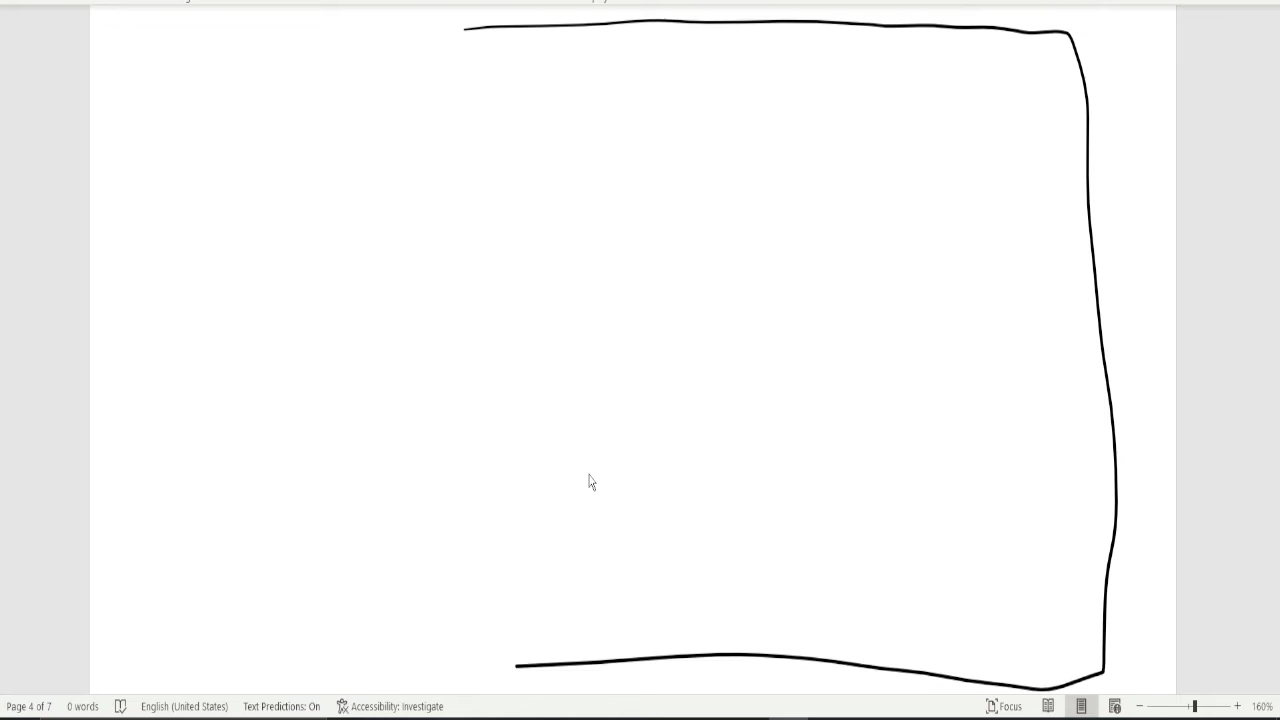 Page 4 of 7 0 words English (United States) Text Predictions: On Accessibility: Investigate Focus 160%